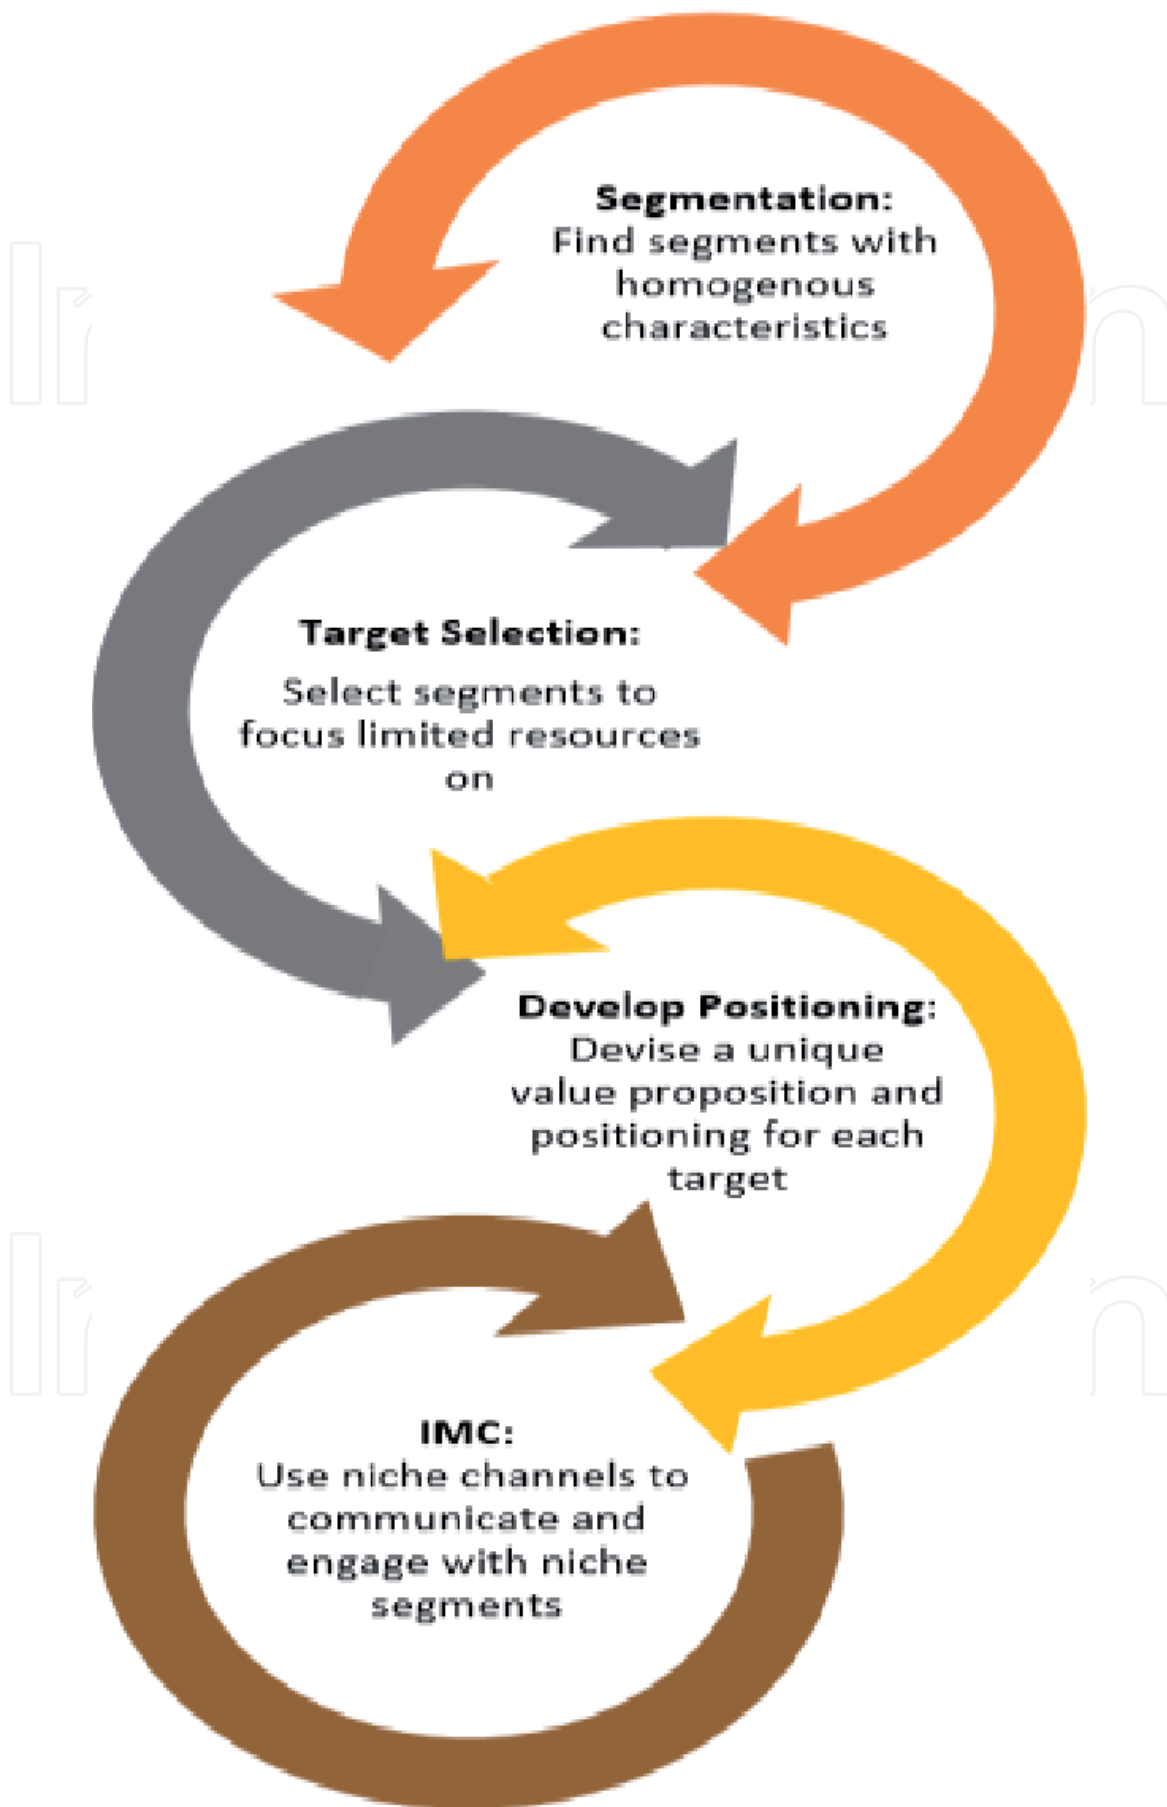 Segmentation:
Find segments with
homogenous
characteristics
Target Selection:
Select segments to
focus limited resources
on
Develop Positioning:
Devise a unique
value proposition and
positioning for each
target
IMC:
Use niche channels to
communicate and
engage with niche
segments